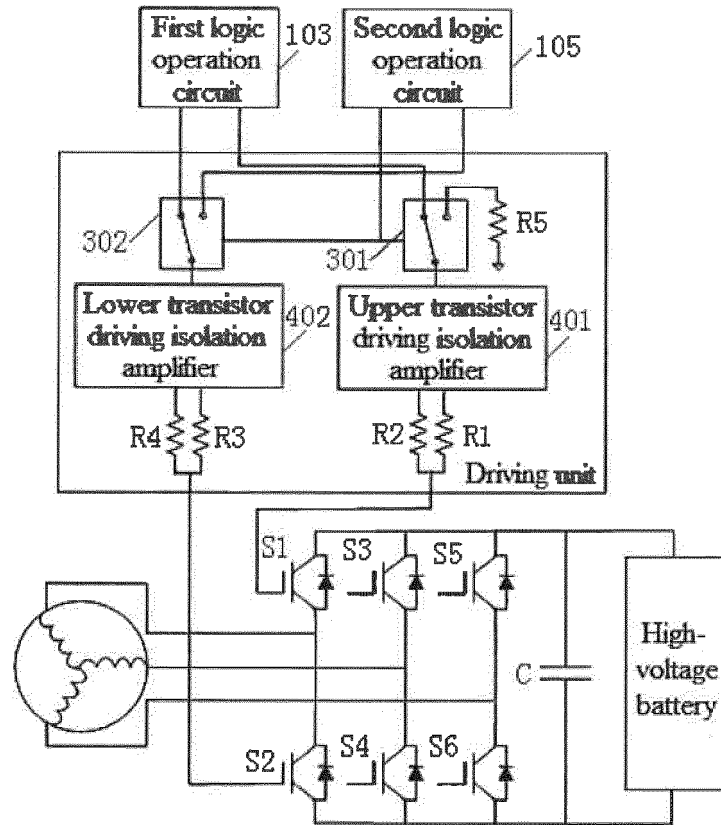 First logic
operation
circuit
103
Second logic
operation
circuit
105
302
301
R5
Lower transistor
driving isolation
amplifier
402
Upper transistor
driving isolation
amplifier
401
R4
R3
R2
R1
Driving unit
S1
S3
S5
C
High-
voltage
battery
S2
S4
S6